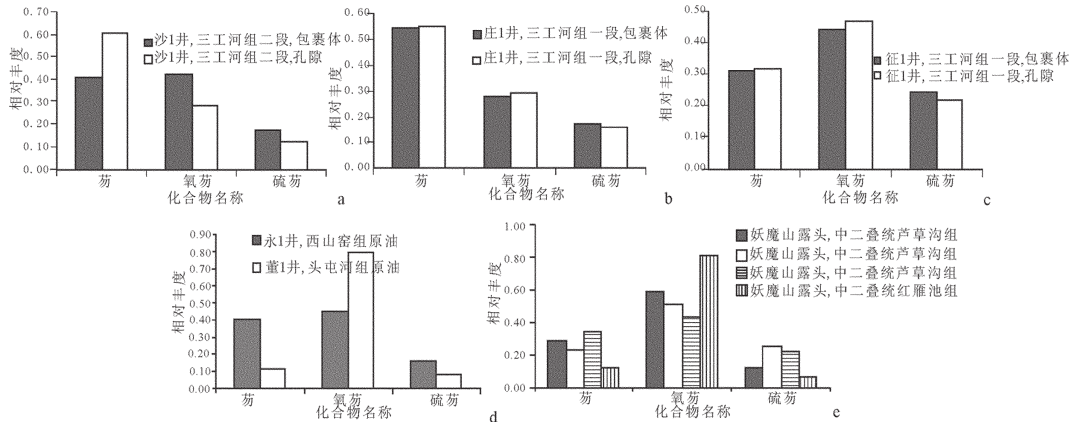 0.70
0.60
0.50
0.40
0.30
0.20
0.10
0.00
相对丰度
沙1井,三工河组二段,包裹体
沙1井,三工河组二段,孔隙
芴 氧芴 硫芴
化合物名称
a
0.60
0.50
0.40
0.30
0.20
0.10
0.00
相对丰度
庄1井,三工河组一段,包裹体
庄1井,三工河组一段,孔隙
芴 氧芴 硫芴
化合物名称
b
0.50
0.40
0.30
0.20
0.10
0.00
相对丰度
征1井,三工河组一段,包裹体
征1井,三工河组一段,孔隙
芴 氧芴 硫芴
化合物名称
c
0.90
0.80
0.70
0.60
0.50
0.40
0.30
0.20
0.10
0.00
相对丰度
永1井,西山窑组原油
董1井,头屯河组原油
芴 氧芴 硫芴
化合物名称
d
1.00
0.80
0.60
0.40
0.20
0.00
相对丰度
妖魔山露头,中二叠统芦草沟组
妖魔山露头,中二叠统芦草沟组
妖魔山露头,中二叠统芦草沟组
妖魔山露头,中二叠统红雁池组
芴 氧芴 硫芴
化合物名称
e